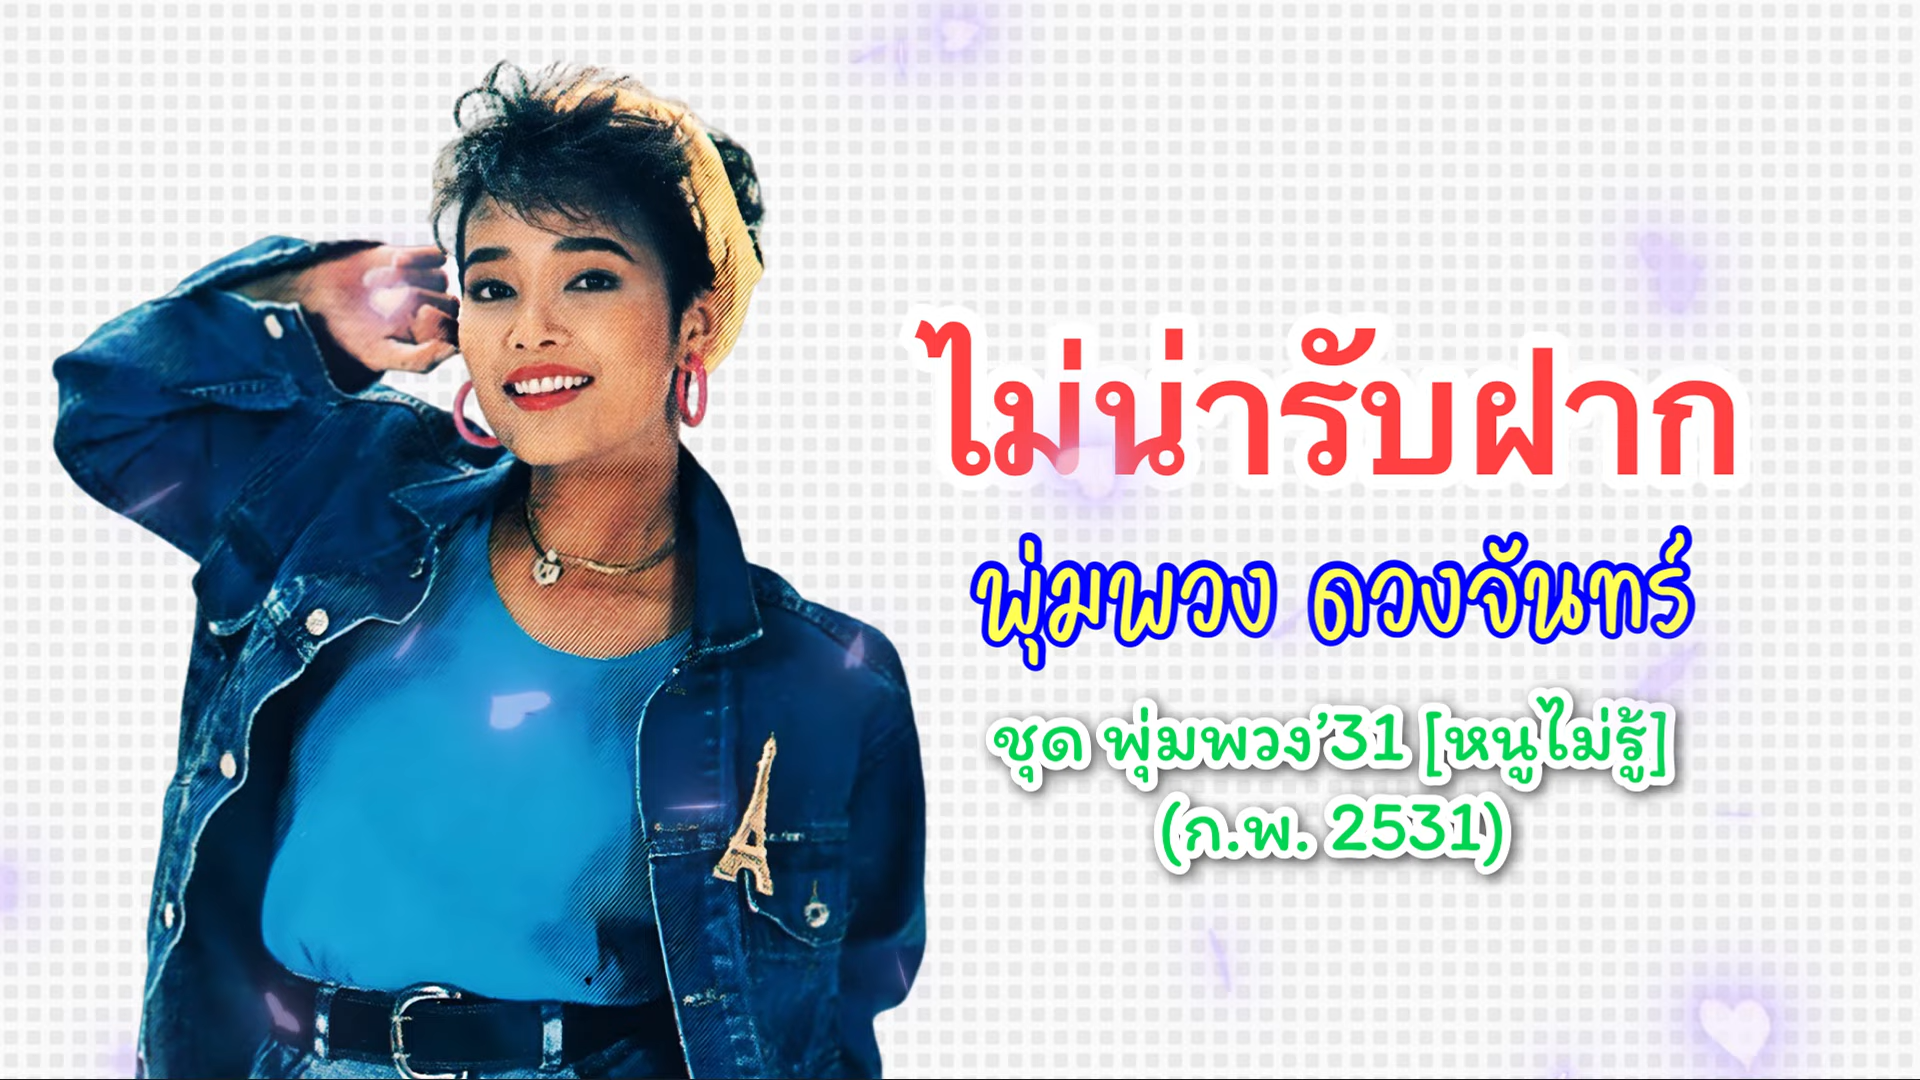 ไม่น่ารับฝาก
พุ่มพวง ดวงจันทร์
ชุด พุ่มพวง’31 [หนูไม่รู้]
(ก.พ. 2531)